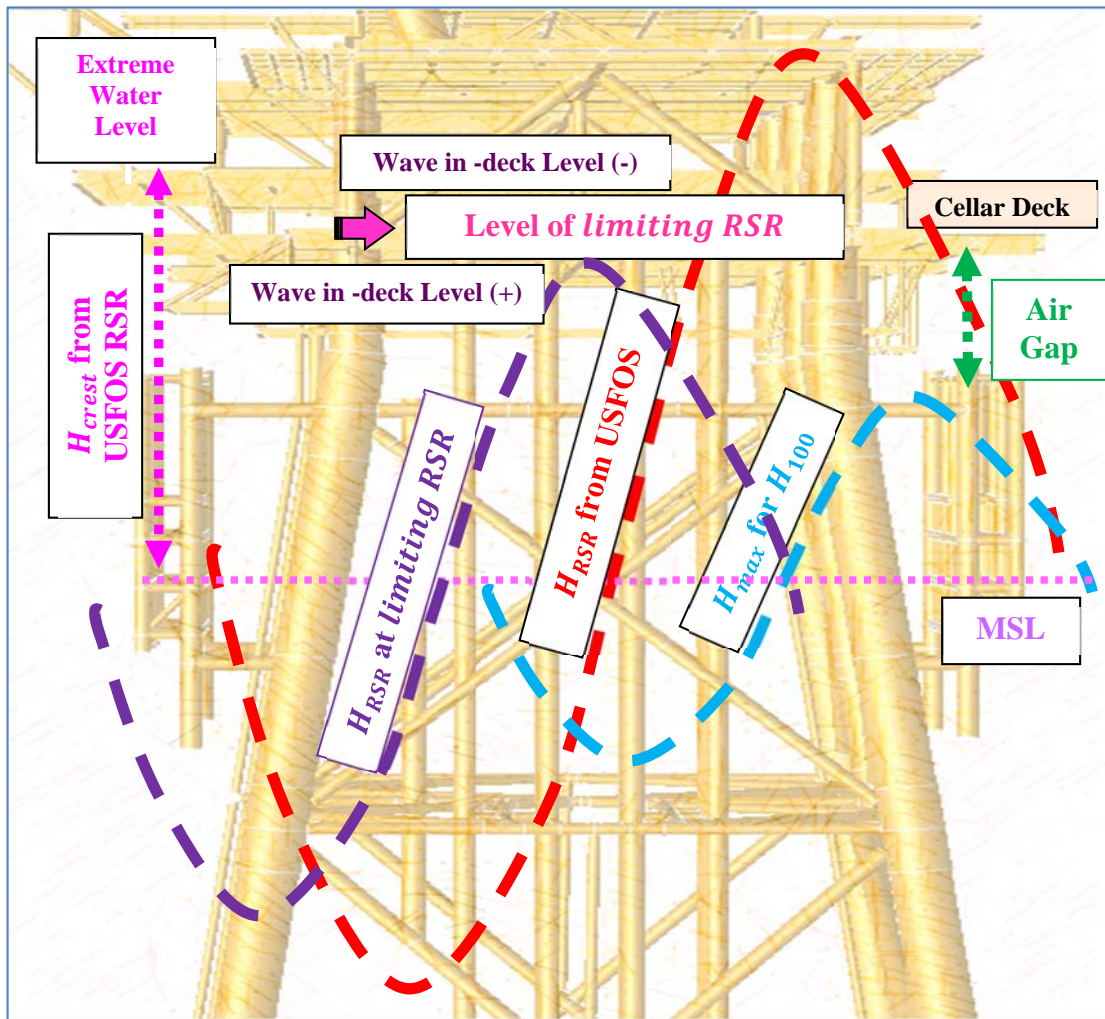 Extreme
Water
Level
Wave in -deck Level (-)
Level of limiting RSR
Cellar Deck
Wave in -deck Level (+)
Air
Gap
H_crest from
USFOS RSR
H_RSR at limiting RSR
H_RSR from USFOS
H_max for H_100
MSL